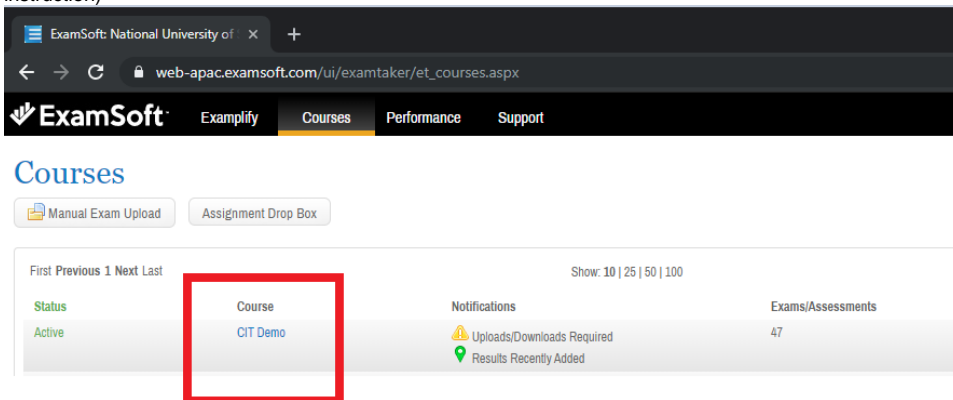 instruction)
ExamSoft: National University of S
web-apac.examsoft.com/ui/examtaker/et_courses.aspx
ExamSoft Examplify Courses Performance Support
Courses
Manual Exam Upload Assignment Drop Box
First Previous 1 Next Last Show: 10 | 25 | 50 | 100
Status Course Notifications Exams/Assessments
Active CIT Demo Uploads/Downloads Required 47
Results Recently Added